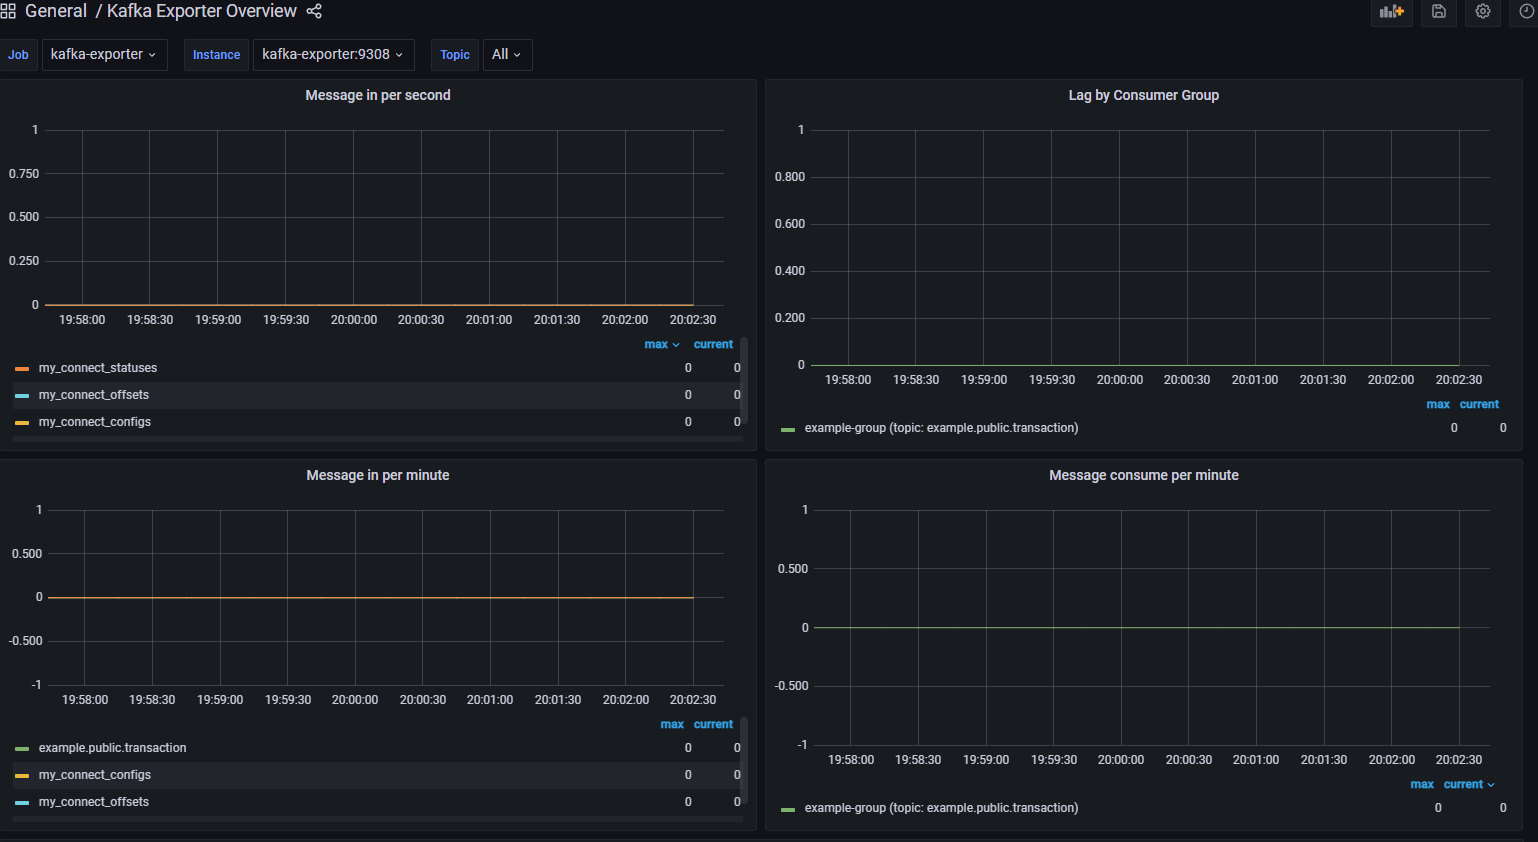 General / Kafka Exporter Overview
Job kafka-exporter Instance kafka-exporter:9308 Topic All
Message in per second
1
0.750
0.500
0.250
0
19:58:00 19:58:30 19:59:00 19:59:30 20:00:00 20:00:30 20:01:00 20:01:30 20:02:00 20:02:30
max current
my_connect_statuses 0 0
my_connect_offsets 0 0
my_connect_configs 0 0
Lag by Consumer Group
1
0.800
0.600
0.400
0.200
0
19:58:00 19:58:30 19:59:00 19:59:30 20:00:00 20:00:30 20:01:00 20:01:30 20:02:00 20:02:30
max current
example-group (topic: example.public.transaction) 0 0
Message in per minute
1
0.500
0
-0.500
-1
19:58:00 19:58:30 19:59:00 19:59:30 20:00:00 20:00:30 20:01:00 20:01:30 20:02:00 20:02:30
max current
example.public.transaction 0 0
my_connect_configs 0 0
my_connect_offsets 0 0
Message consume per minute
1
0.500
0
-0.500
-1
19:58:00 19:58:30 19:59:00 19:59:30 20:00:00 20:00:30 20:01:00 20:01:30 20:02:00 20:02:30
max current
example-group (topic: example.public.transaction) 0 0